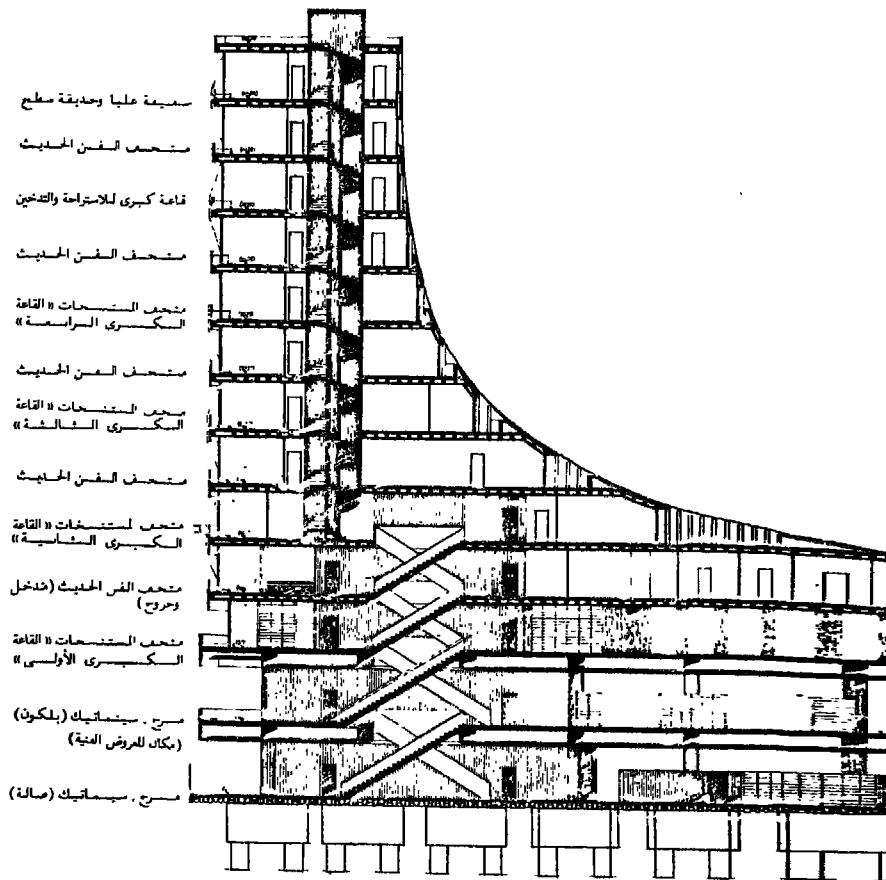 سقيفة عليا وحديقة سطح
متحف الفن الحديث
قاعة كبرى للاستراحة والتدخين
متحف الفن الحديث
متحف المستنسخات «القاعة
الكبرى الرابعة»
متحف الفن الحديث
متحف المستنسخات «القاعة
الكبرى الثالثة»
متحف الفن الحديث
متحف المستنسخات «القاعة
الكبرى الثانية»
متحف الفن الحديث (مدخل
وخروج)
متحف المستنسخات «القاعة
الكبرى الأولى»
مسرح . سينماتيك (بلكون)
(مكان للعروض الفنية)
مسرح . سينماتيك (صالة)